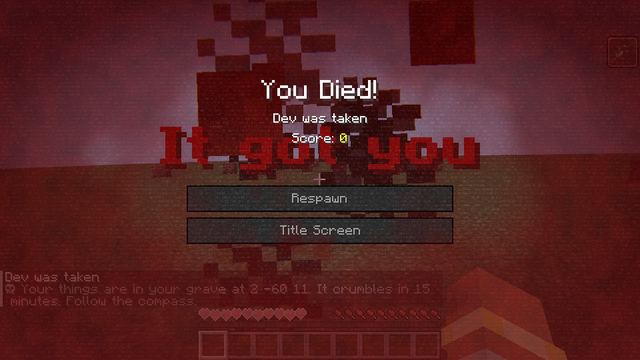 You Died!
Dev was taken
Score: 0
It got you
Respawn
Title Screen
Dev was taken
Your things are in your grave at 2 -60 11. It crumbles in 15
minutes. Follow the compass.